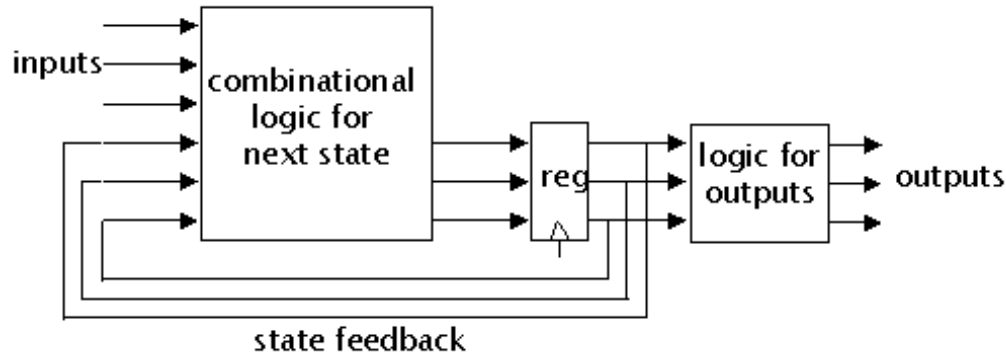 inputs
combinational
logic for
next state
reg
logic for
outputs
outputs
state feedback